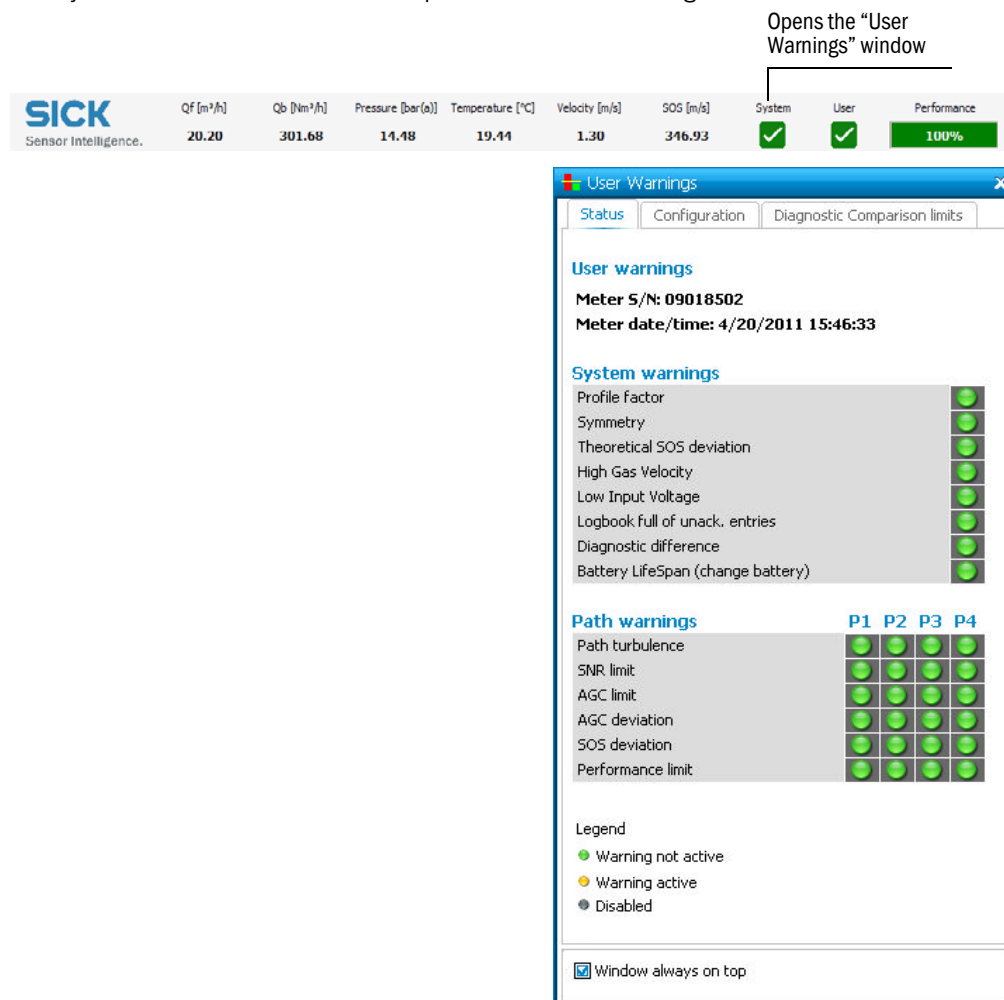 Opens the “User
Warnings” window
SICK
Sensor Intelligence.
Qf [m³/h] Qb [Nm³/h] Pressure [bar(a)] Temperature [°C] Velocity [m/s] SOS [m/s] System User Performance
20.20 301.68 14.48 19.44 1.30 346.93 100%
User Warnings
Status Configuration Diagnostic Comparison limits
User warnings
Meter S/N: 09018502
Meter date/time: 4/20/2011 15:46:33
System warnings
Profile factor
Symmetry
Theoretical SOS deviation
High Gas Velocity
Low Input Voltage
Logbook full of unack. entries
Diagnostic difference
Battery LifeSpan (change battery)
Path warnings P1 P2 P3 P4
Path turbulence
SNR limit
AGC limit
AGC deviation
SOS deviation
Performance limit
Legend
Warning not active
Warning active
Disabled
Window always on top